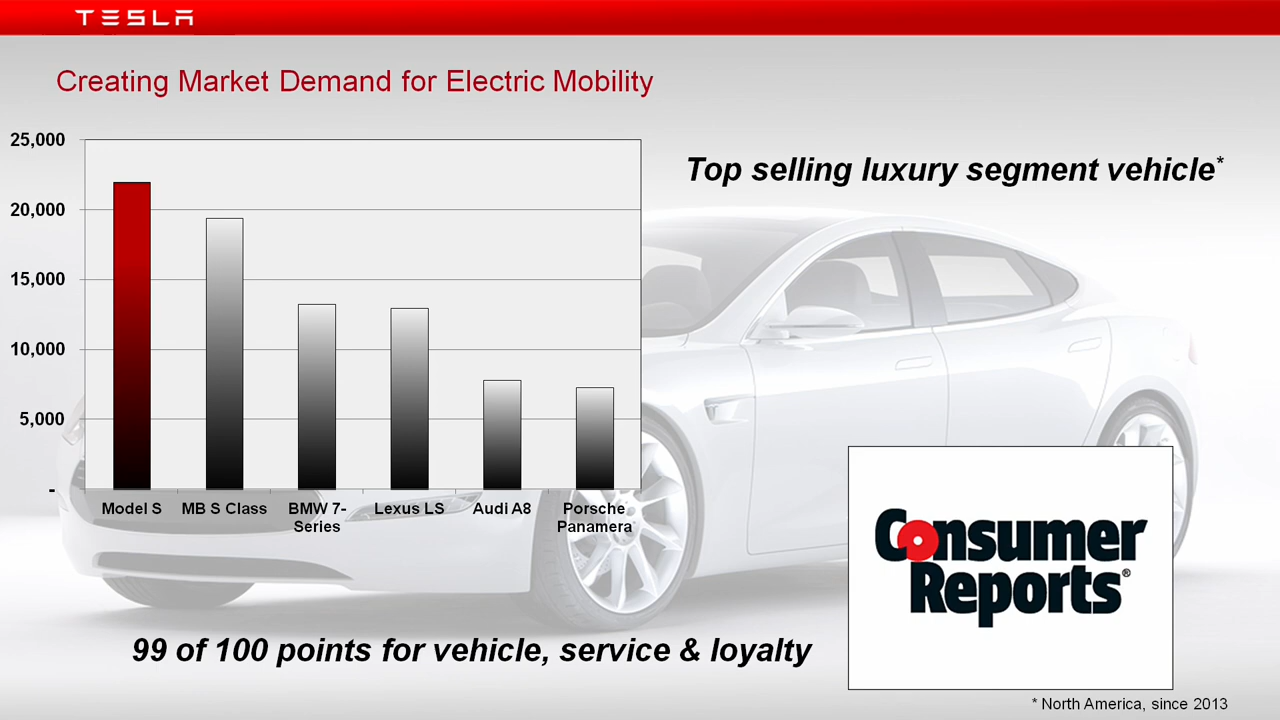 TESLA
Creating Market Demand for Electric Mobility
25,000
20,000
15,000
10,000
5,000
-
Model S
MB S Class
BMW 7-
Series
Lexus LS
Audi A8
Porsche
Panamera
Top selling luxury segment vehicle*
Consumer
Reports®
99 of 100 points for vehicle, service & loyalty
* North America, since 2013